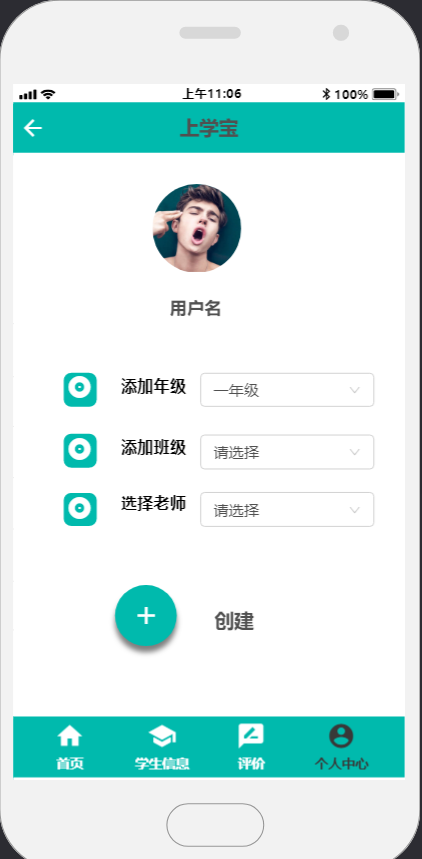 上午11:06 100%
上学宝
用户名
添加年级 一年级
添加班级 请选择
选择老师 请选择
+ 创建
首页 学生信息 评价 个人中心